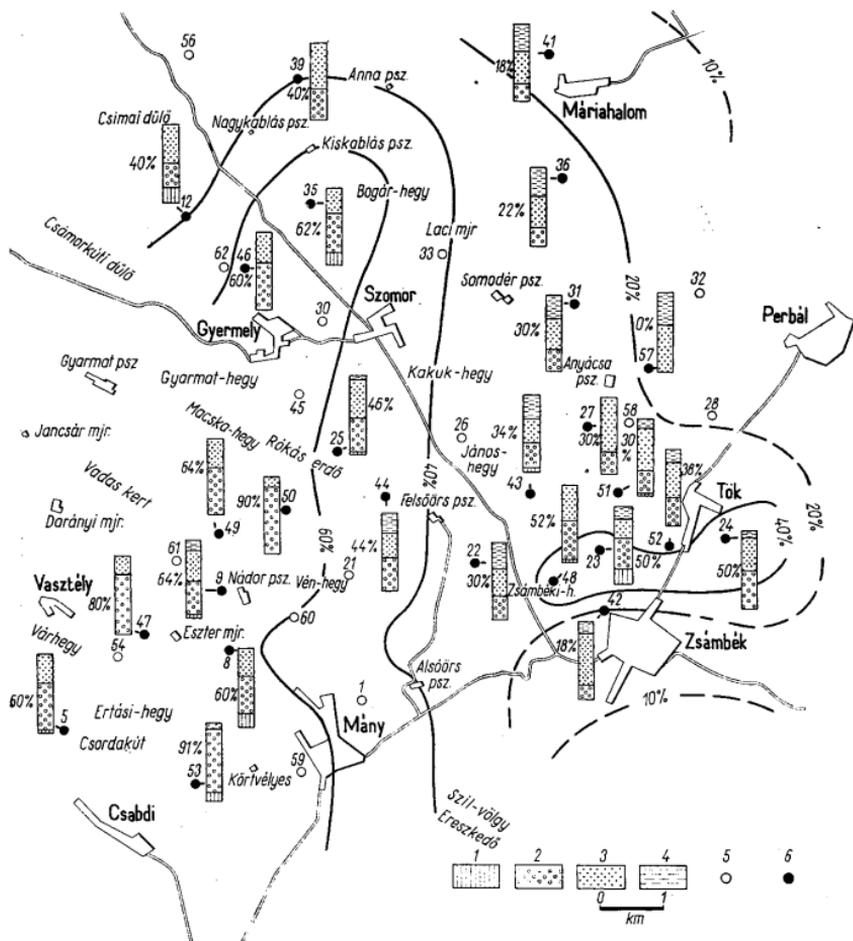 56
39
40%
Anna psz.
18%
41
10%
Máriahalom
Csimai dűlő
Nagykablás psz.
40%
Kiskablás psz.
12
35
Bogár-hegy
62%
36
22%
Csámorkúti dűlő
62
46
60%
Laci mjr
33
30
Szomor
Gyermely
Somodér psz.
31
30%
20%
0%
32
57
Perbál
Gyarmat psz
Gyarmat-hegy
Kakuk-hegy
Anyácsa psz.
45
46%
Jancsár mjr.
Macska-hegy
Rókás erdő
25
26
János-hegy
34%
27
30%
58
30%
28
64%
Vadas kert
90%
50
44
40%
43
51
36%
Tök
Darányi mjr.
49
60%
Felsőörs psz.
52%
52
24
40%
20%
61
64%
9
Nádor psz.
Vén-hegy
21
44%
22
30%
48
Zsámbéki-h.
23
50%
50%
Vasztély
80%
47
Eszter mjr.
60
42
Zsámbék
Várhegy
54
8
18%
60%
5
60%
Alsóörs psz.
1
10%
Ertási-hegy
Csordakút
Mány
91%
53
Körtvélyes
59
Csabdi
Szil-völgy
Ereszkedő
1 2 3 4 5 6
0 1
km